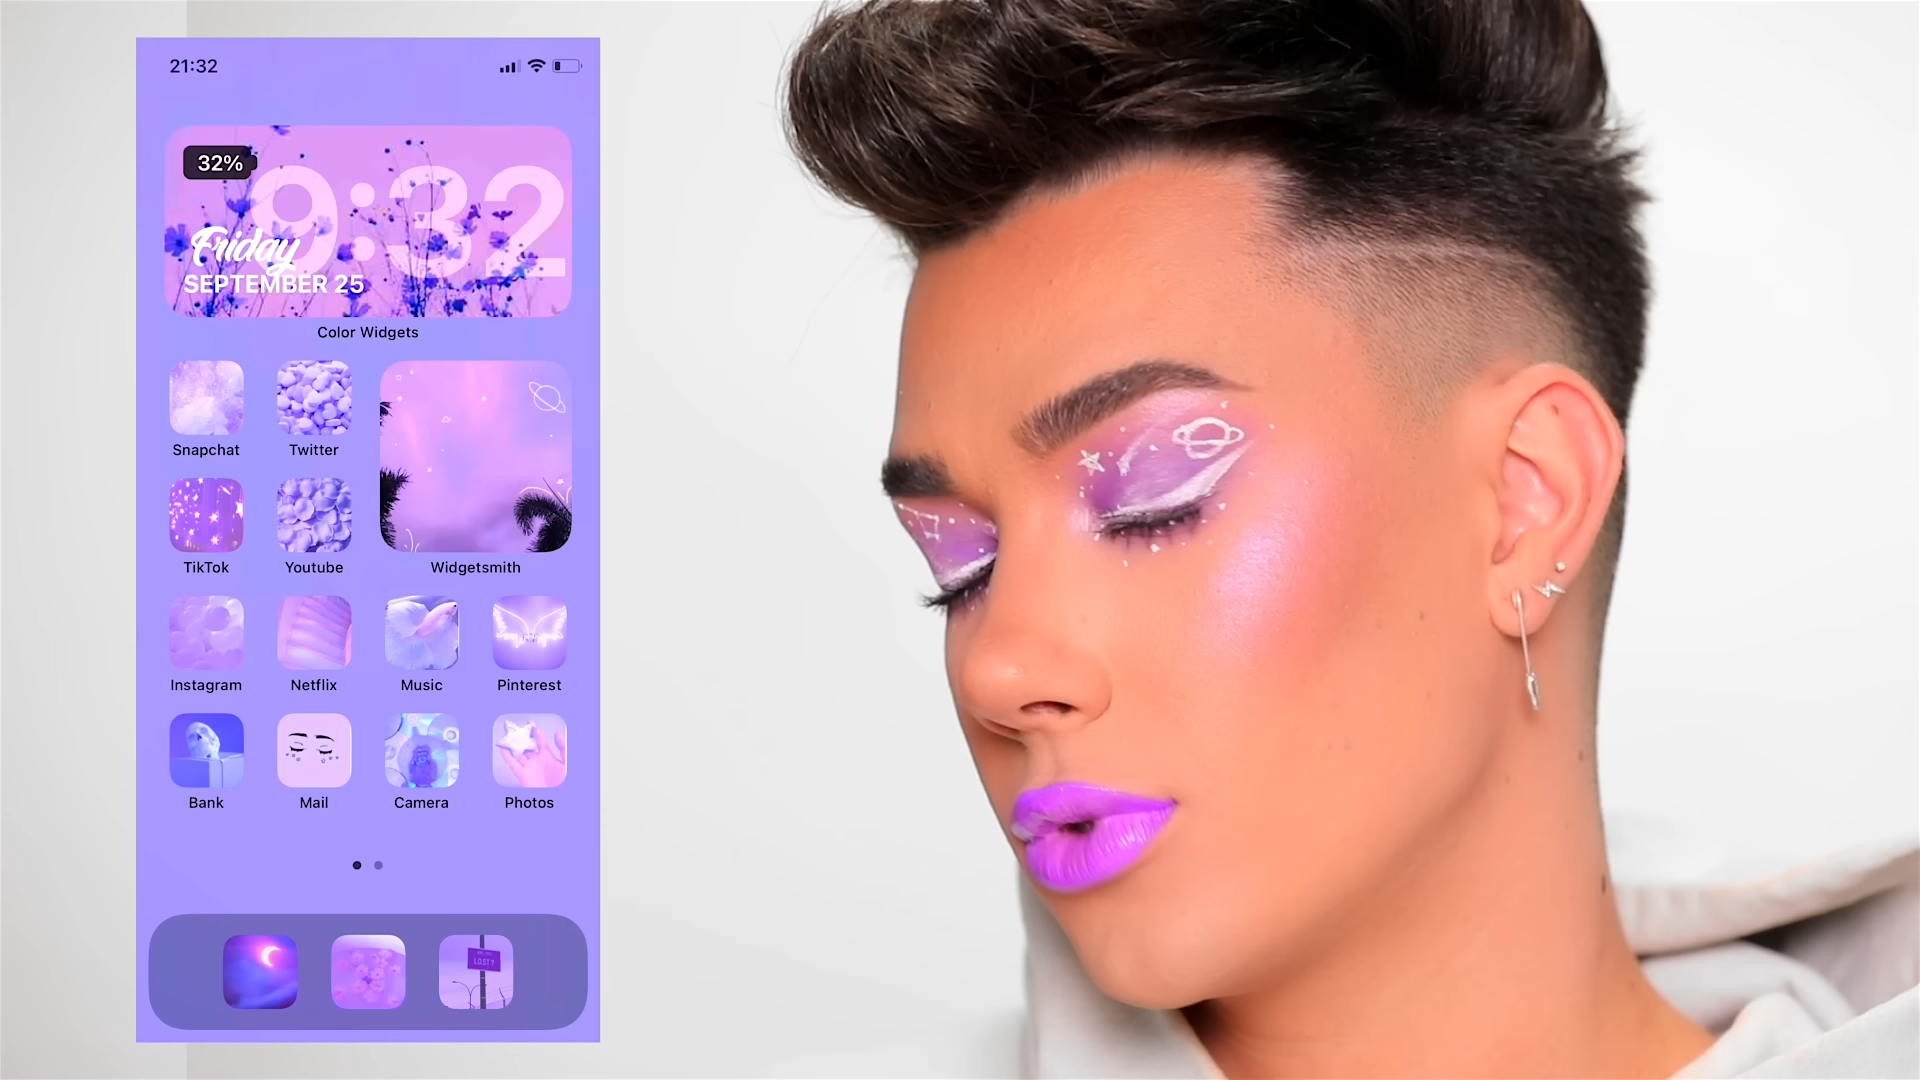 21:32
32%
9:32
Friday
SEPTEMBER 25
Color Widgets
Snapchat
Twitter
TikTok
Youtube
Widgetsmith
Instagram
Netflix
Music
Pinterest
Bank
Mail
Camera
Photos
LOST?